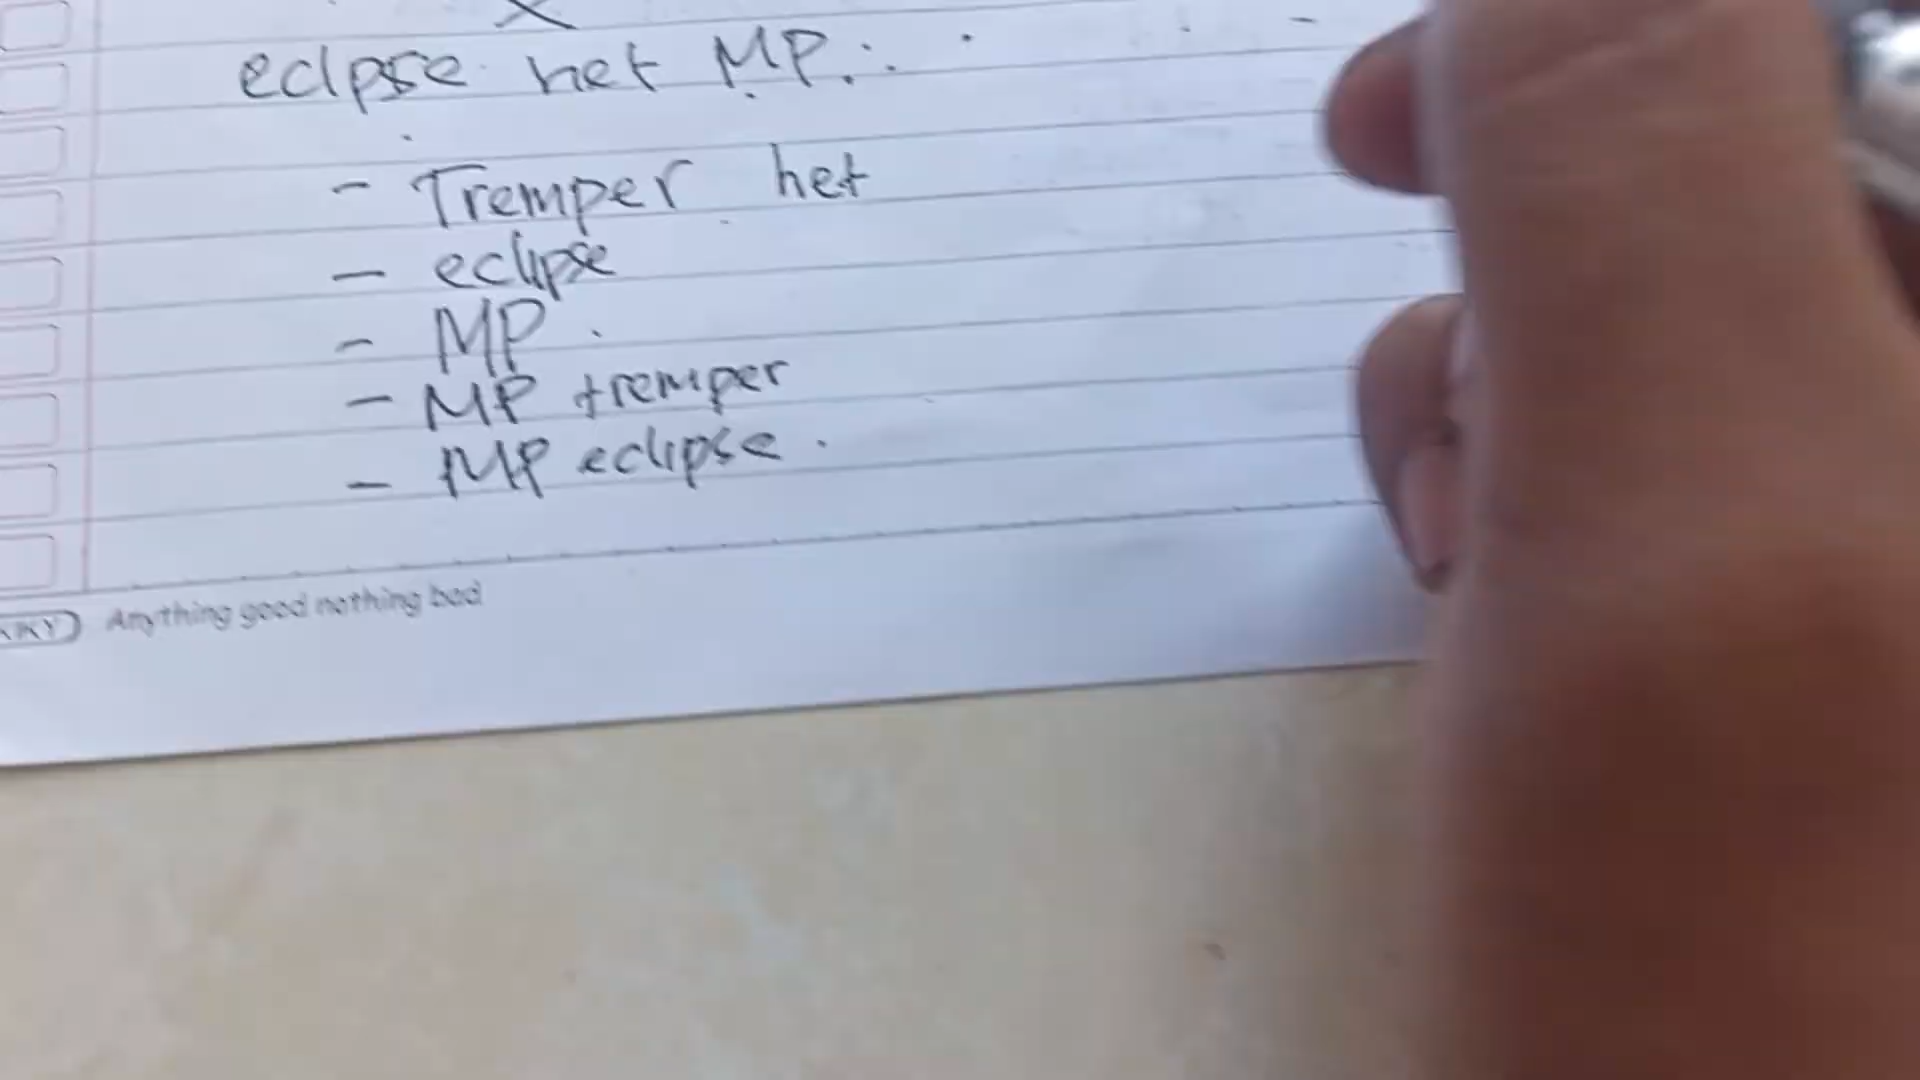 eclpse het MP.
- Tremper het
- eclipse
- MP
- MP tremper
- MP eclipse
Anything good nothing bad